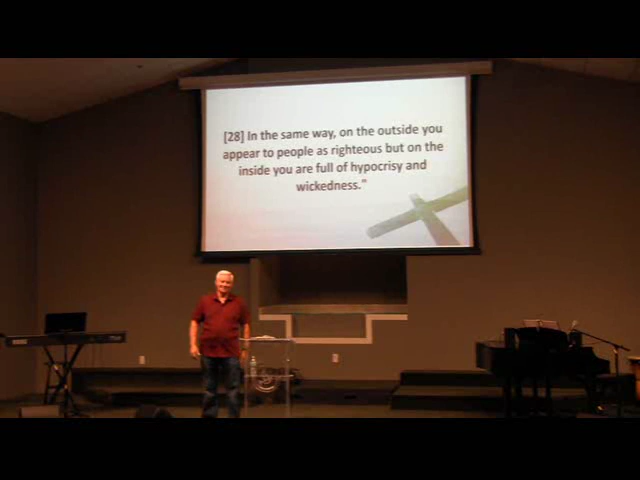 [28] In the same way, on the outside you
appear to people as righteous but on the
inside you are full of hypocrisy and
wickedness."